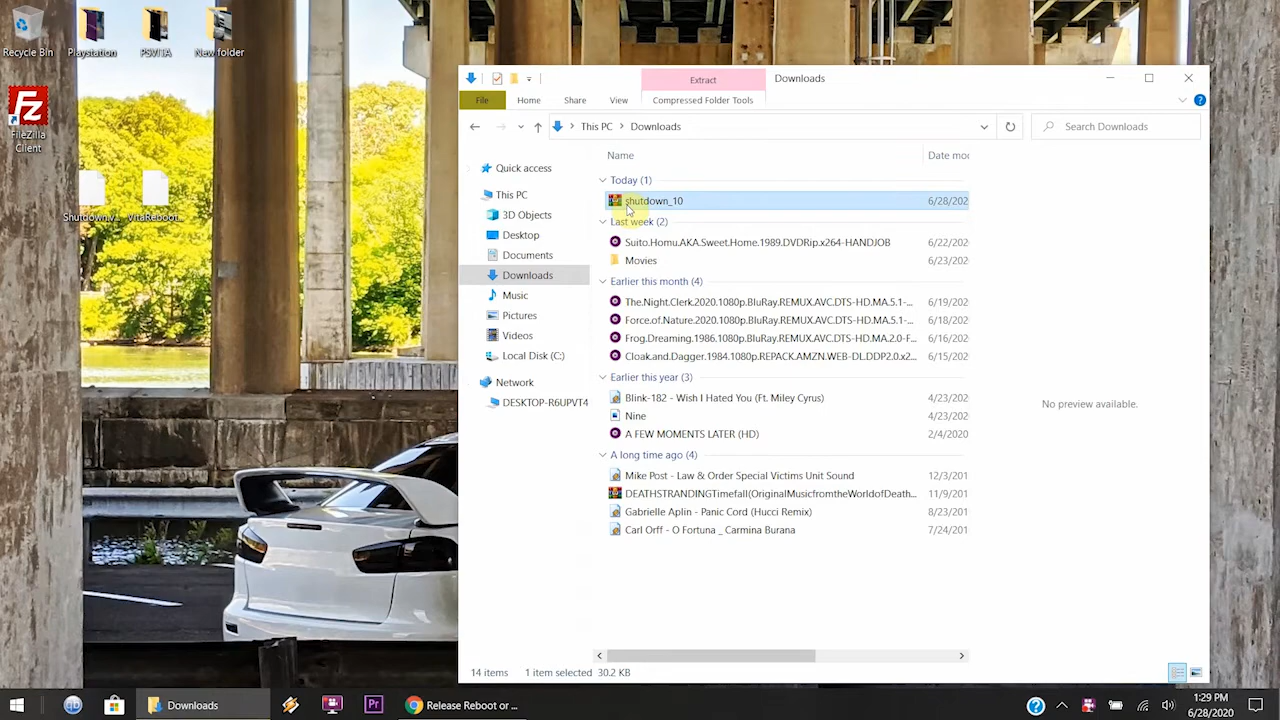 Recycle Bin
Playstation
PSVITA
New folder
FileZilla
Client
Shutdown.v...
VitaReboot...
Extract
Downloads
File
Home
Share
View
Compressed Folder Tools
This PC
Downloads
Search Downloads
Quick access
This PC
3D Objects
Desktop
Documents
Downloads
Music
Pictures
Videos
Local Disk (C:)
Network
DESKTOP-R6UPVT4
Name
Date mod
Today (1)
shutdown_10
6/28/202
Last week (2)
Suito.Homu.AKA.Sweet.Home.1989.DVDRip.x264-HANDJOB
6/22/202
Movies
6/23/202
Earlier this month (4)
The.Night.Clerk.2020.1080p.BluRay.REMUX.AVC.DTS-HD.MA.5.1-...
6/19/202
Force.of.Nature.2020.1080p.BluRay.REMUX.AVC.DTS-HD.MA.5.1-...
6/18/202
Frog.Dreaming.1986.1080p.BluRay.REMUX.AVC.DTS-HD.MA.2.0-F...
6/16/202
Cloak.and.Dagger.1984.1080p.REPACK.AMZN.WEB-DL.DDP2.0.x2...
6/15/202
Earlier this year (3)
Blink-182 - Wish I Hated You (Ft. Miley Cyrus)
4/23/202
Nine
4/23/202
A FEW MOMENTS LATER (HD)
2/4/2020
A long time ago (4)
Mike Post - Law & Order Special Victims Unit Sound
12/3/201
DEATHSTRANDINGTimefall(OriginalMusicfromtheWorldofDeath...
11/9/201
Gabrielle Aplin - Panic Cord (Hucci Remix)
8/23/201
Carl Orff - O Fortuna _ Carmina Burana
7/24/201
No preview available.
14 items
1 item selected 30.2 KB
Downloads
Pr
Release Reboot or ...
1:29 PM
6/28/2020